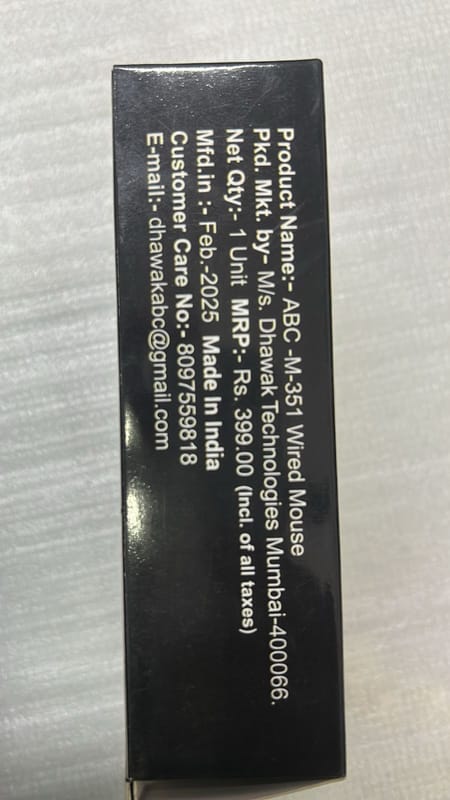 Product Name:- ABC -M-351 Wired Mouse
Pkd. Mkt. by- M/s. Dhawak Technologies Mumbai-400066.
Net Qty:- 1 Unit MRP:- Rs. 399.00 (Incl. of all taxes)
Mfd.in :- Feb.-2025 Made In India
Customer Care No:- 8097559818
E-mail:- dhawakabc@gmail.com